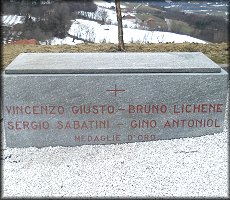 VINCENZO GIUSTO - BRUNO LICHENE
SERGIO SABATINI - GINO ANTONIOL
MEDAGLIE D'ORO